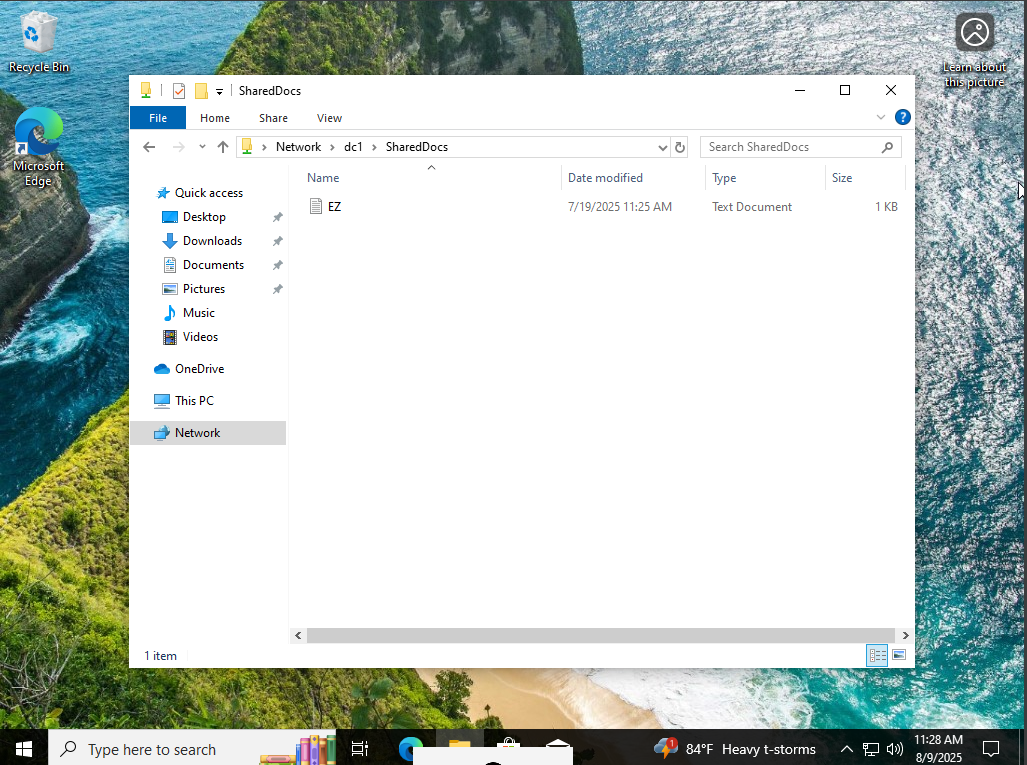 Recycle Bin
Learn about
this picture
Microsoft
Edge
SharedDocs
File Home Share View
Network dc1 SharedDocs
Search SharedDocs
Name Date modified Type Size
EZ 7/19/2025 11:25 AM Text Document 1 KB
Quick access
Desktop
Downloads
Documents
Pictures
Music
Videos
OneDrive
This PC
Network
1 item
Type here to search
84°F Heavy t-storms
11:28 AM
8/9/2025